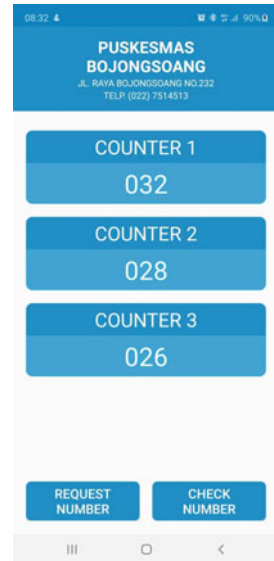 08:32
90%
PUSKESMAS
BOJONGSOANG
JL. RAYA BOJONGSOANG NO.232
TELP. (022) 7514513
COUNTER 1
032
COUNTER 2
028
COUNTER 3
026
REQUEST
NUMBER
CHECK
NUMBER